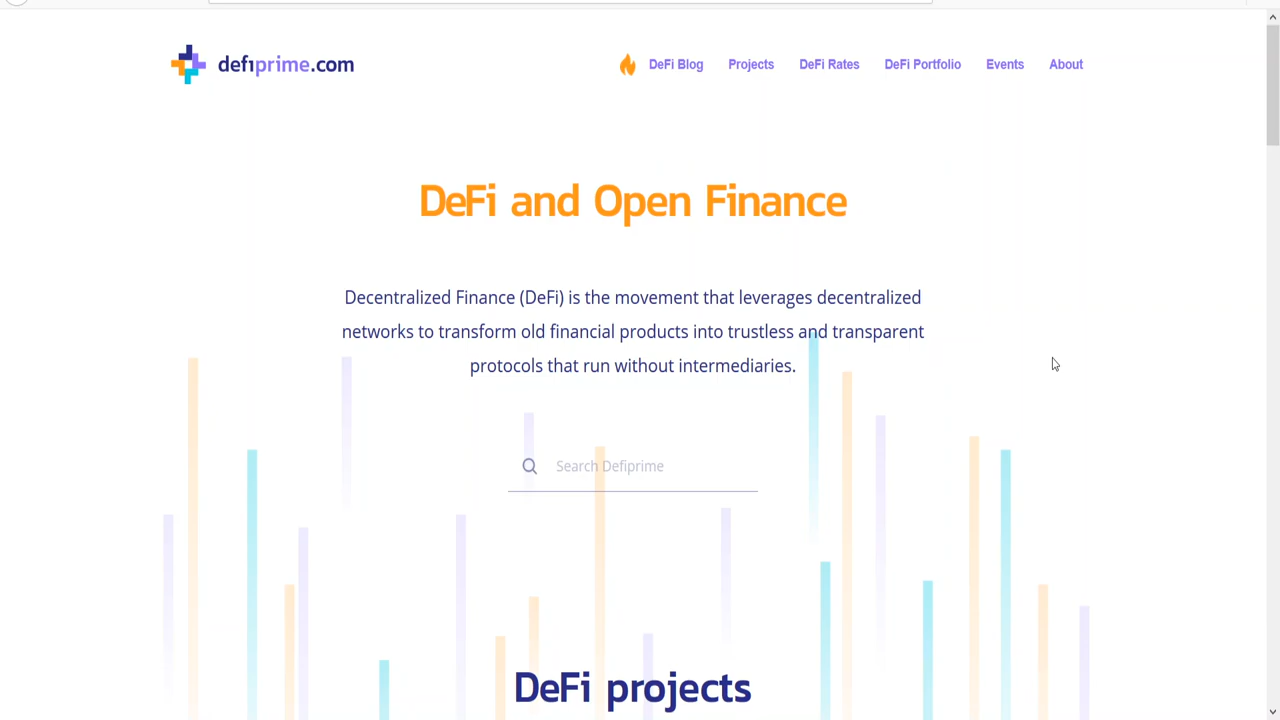 defiprime.com
DeFi Blog Projects DeFi Rates DeFi Portfolio Events About
DeFi and Open Finance
Decentralized Finance (DeFi) is the movement that leverages decentralized
networks to transform old financial products into trustless and transparent
protocols that run without intermediaries.
Search Defiprime
DeFi projects